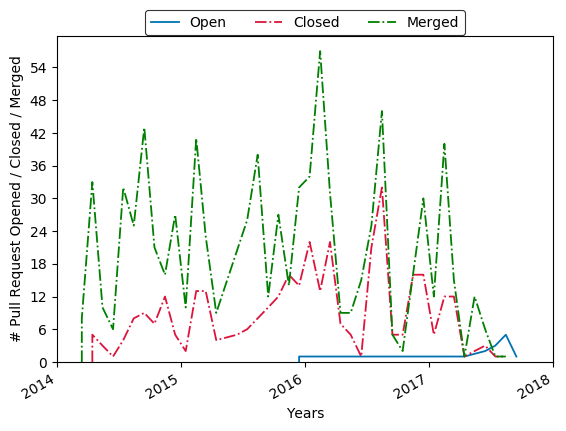 Open Closed Merged
# Pull Request Opened / Closed / Merged
54
48
42
36
30
24
18
12
6
0
2014 2015 2016 2017 2018
Years